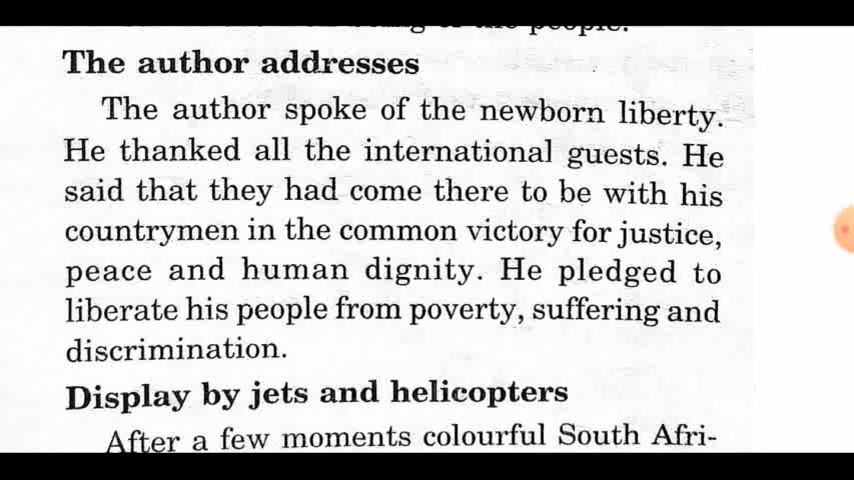 of the people.
The author addresses
The author spoke of the newborn liberty.
He thanked all the international guests. He
said that they had come there to be with his
countrymen in the common victory for justice,
peace and human dignity. He pledged to
liberate his people from poverty, suffering and
discrimination.
Display by jets and helicopters
After a few moments colourful South Afri-